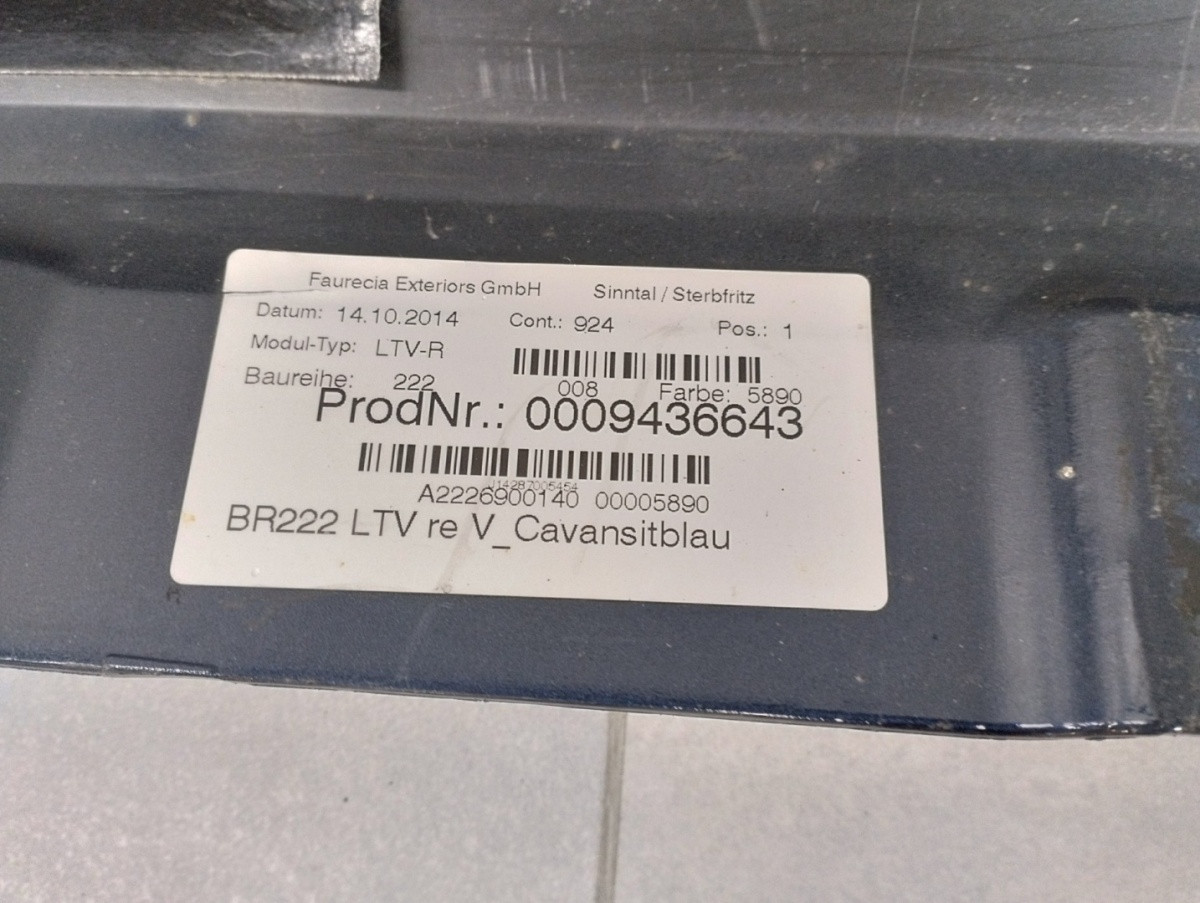 Faurecia Exteriors GmbH Sinntal / Sterbfritz
Datum: 14.10.2014 Cont.: 924 Pos.: 1
Modul-Typ: LTV-R
Baureihe: 222 008 Farbe: 5890
ProdNr.: 0009436643
J14287005454
A2226900140 00005890
BR222 LTV re V_Cavansitblau